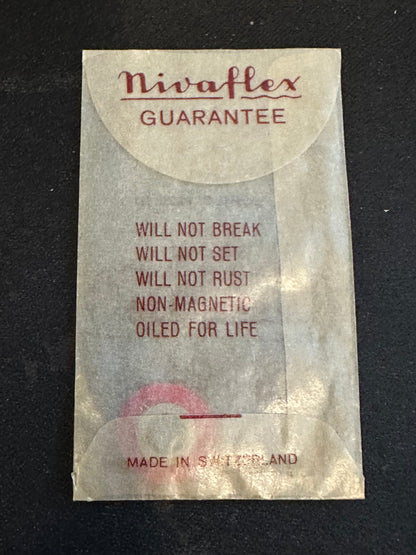 Nivaflex
GUARANTEE
WILL NOT BREAK
WILL NOT SET
WILL NOT RUST
NON-MAGNETIC
OILED FOR LIFE
MADE IN SWITZERLAND